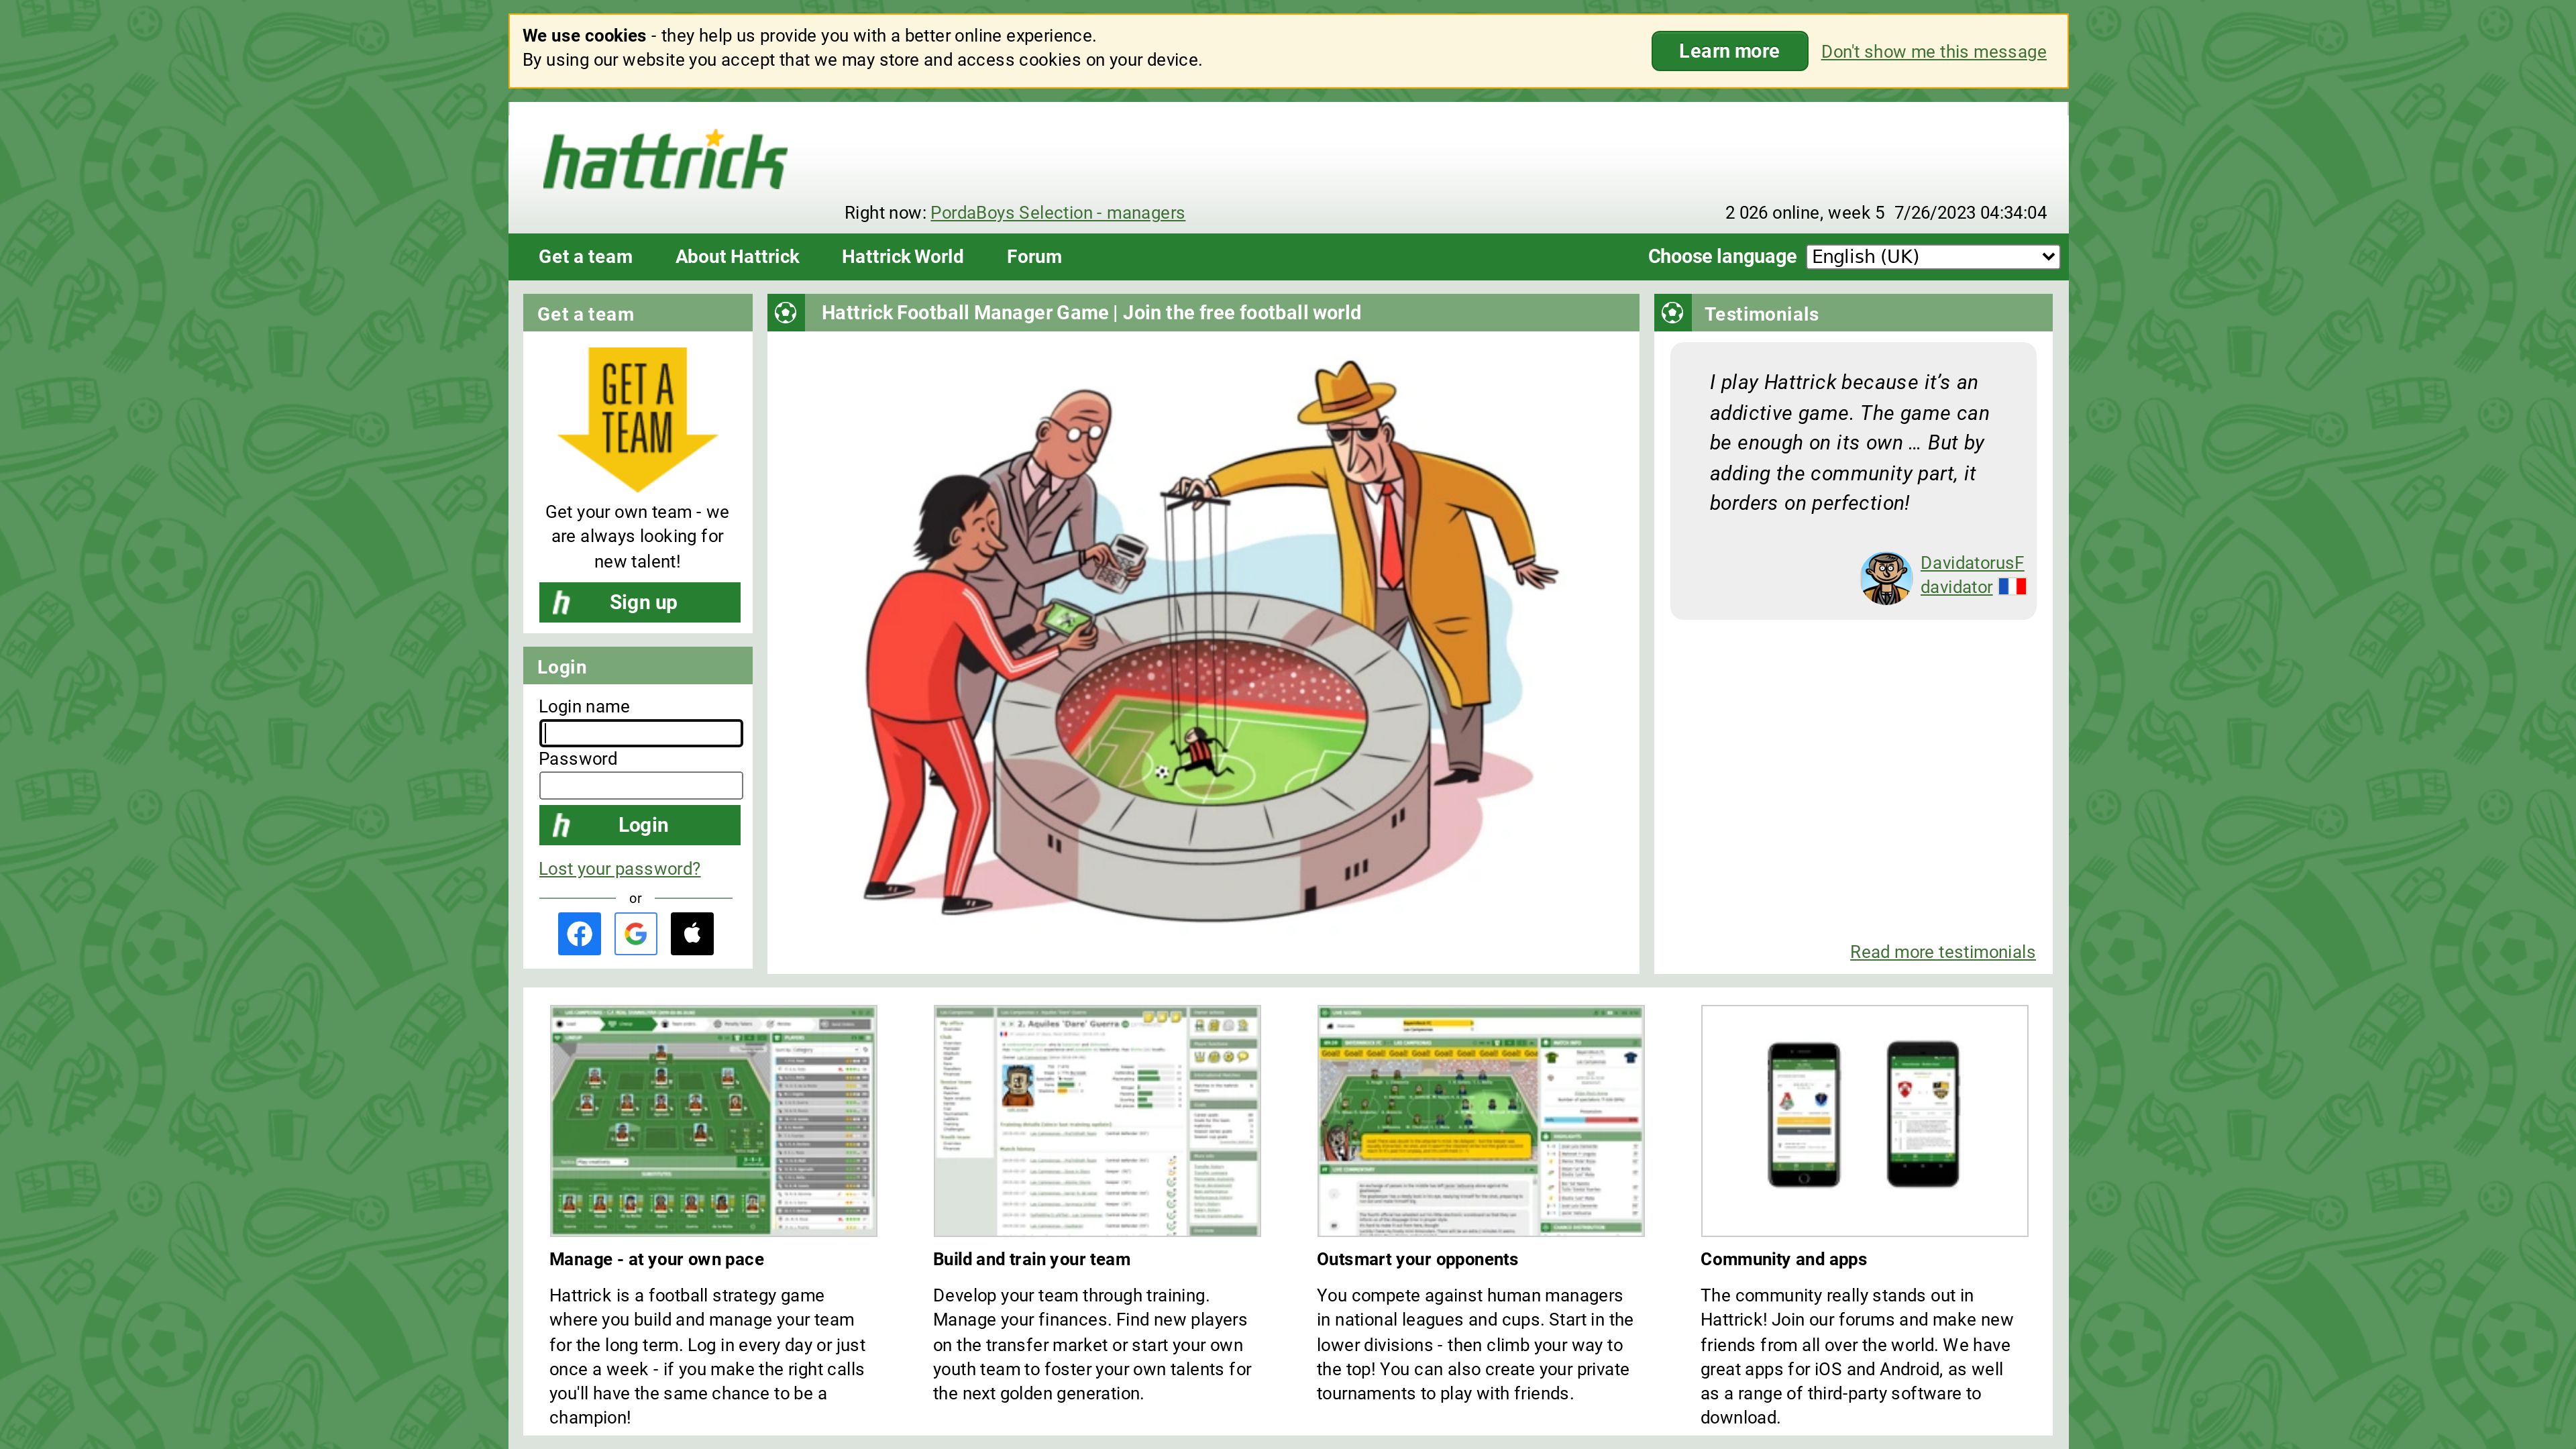 We use cookies - they help us provide you with a better online experience.
By using our website you accept that we may store and access cookies on your device.
Learn more
Don't show me this message
hattrick
Right now: PordaBoys Selection - managers
2 026 online, week 5 7/26/2023 04:34:04
Get a team
About Hattrick
Hattrick World
Forum
Choose language
English (UK)
Get a team
GET A
TEAM
Get your own team - we
are always looking for
new talent!
h Sign up
Login
Login name
Password
h Login
Lost your password?
or
Hattrick Football Manager Game | Join the free football world
Testimonials
I play Hattrick because it’s an
addictive game. The game can
be enough on its own … But by
adding the community part, it
borders on perfection!
DavidatorusF
davidator
Read more testimonials
2. Aquiles 'Dare' Guerra
Manage - at your own pace
Hattrick is a football strategy game
where you build and manage your team
for the long term. Log in every day or just
once a week - if you make the right calls
you'll have the same chance to be a
champion!
Build and train your team
Develop your team through training.
Manage your finances. Find new players
on the transfer market or start your own
youth team to foster your own talents for
the next golden generation.
Outsmart your opponents
You compete against human managers
in national leagues and cups. Start in the
lower divisions - then climb your way to
the top! You can also create your private
tournaments to play with friends.
Community and apps
The community really stands out in
Hattrick! Join our forums and make new
friends from all over the world. We have
great apps for iOS and Android, as well
as a range of third-party software to
download.